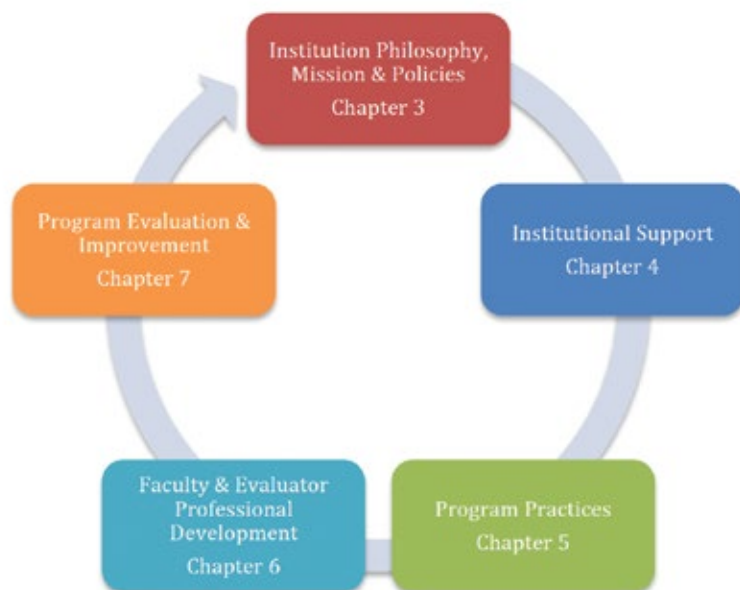 Institution Philosophy,
Mission & Policies
Chapter 3
Institutional Support
Chapter 4
Program Practices
Chapter 5
Faculty & Evaluator
Professional
Development
Chapter 6
Program Evaluation &
Improvement
Chapter 7